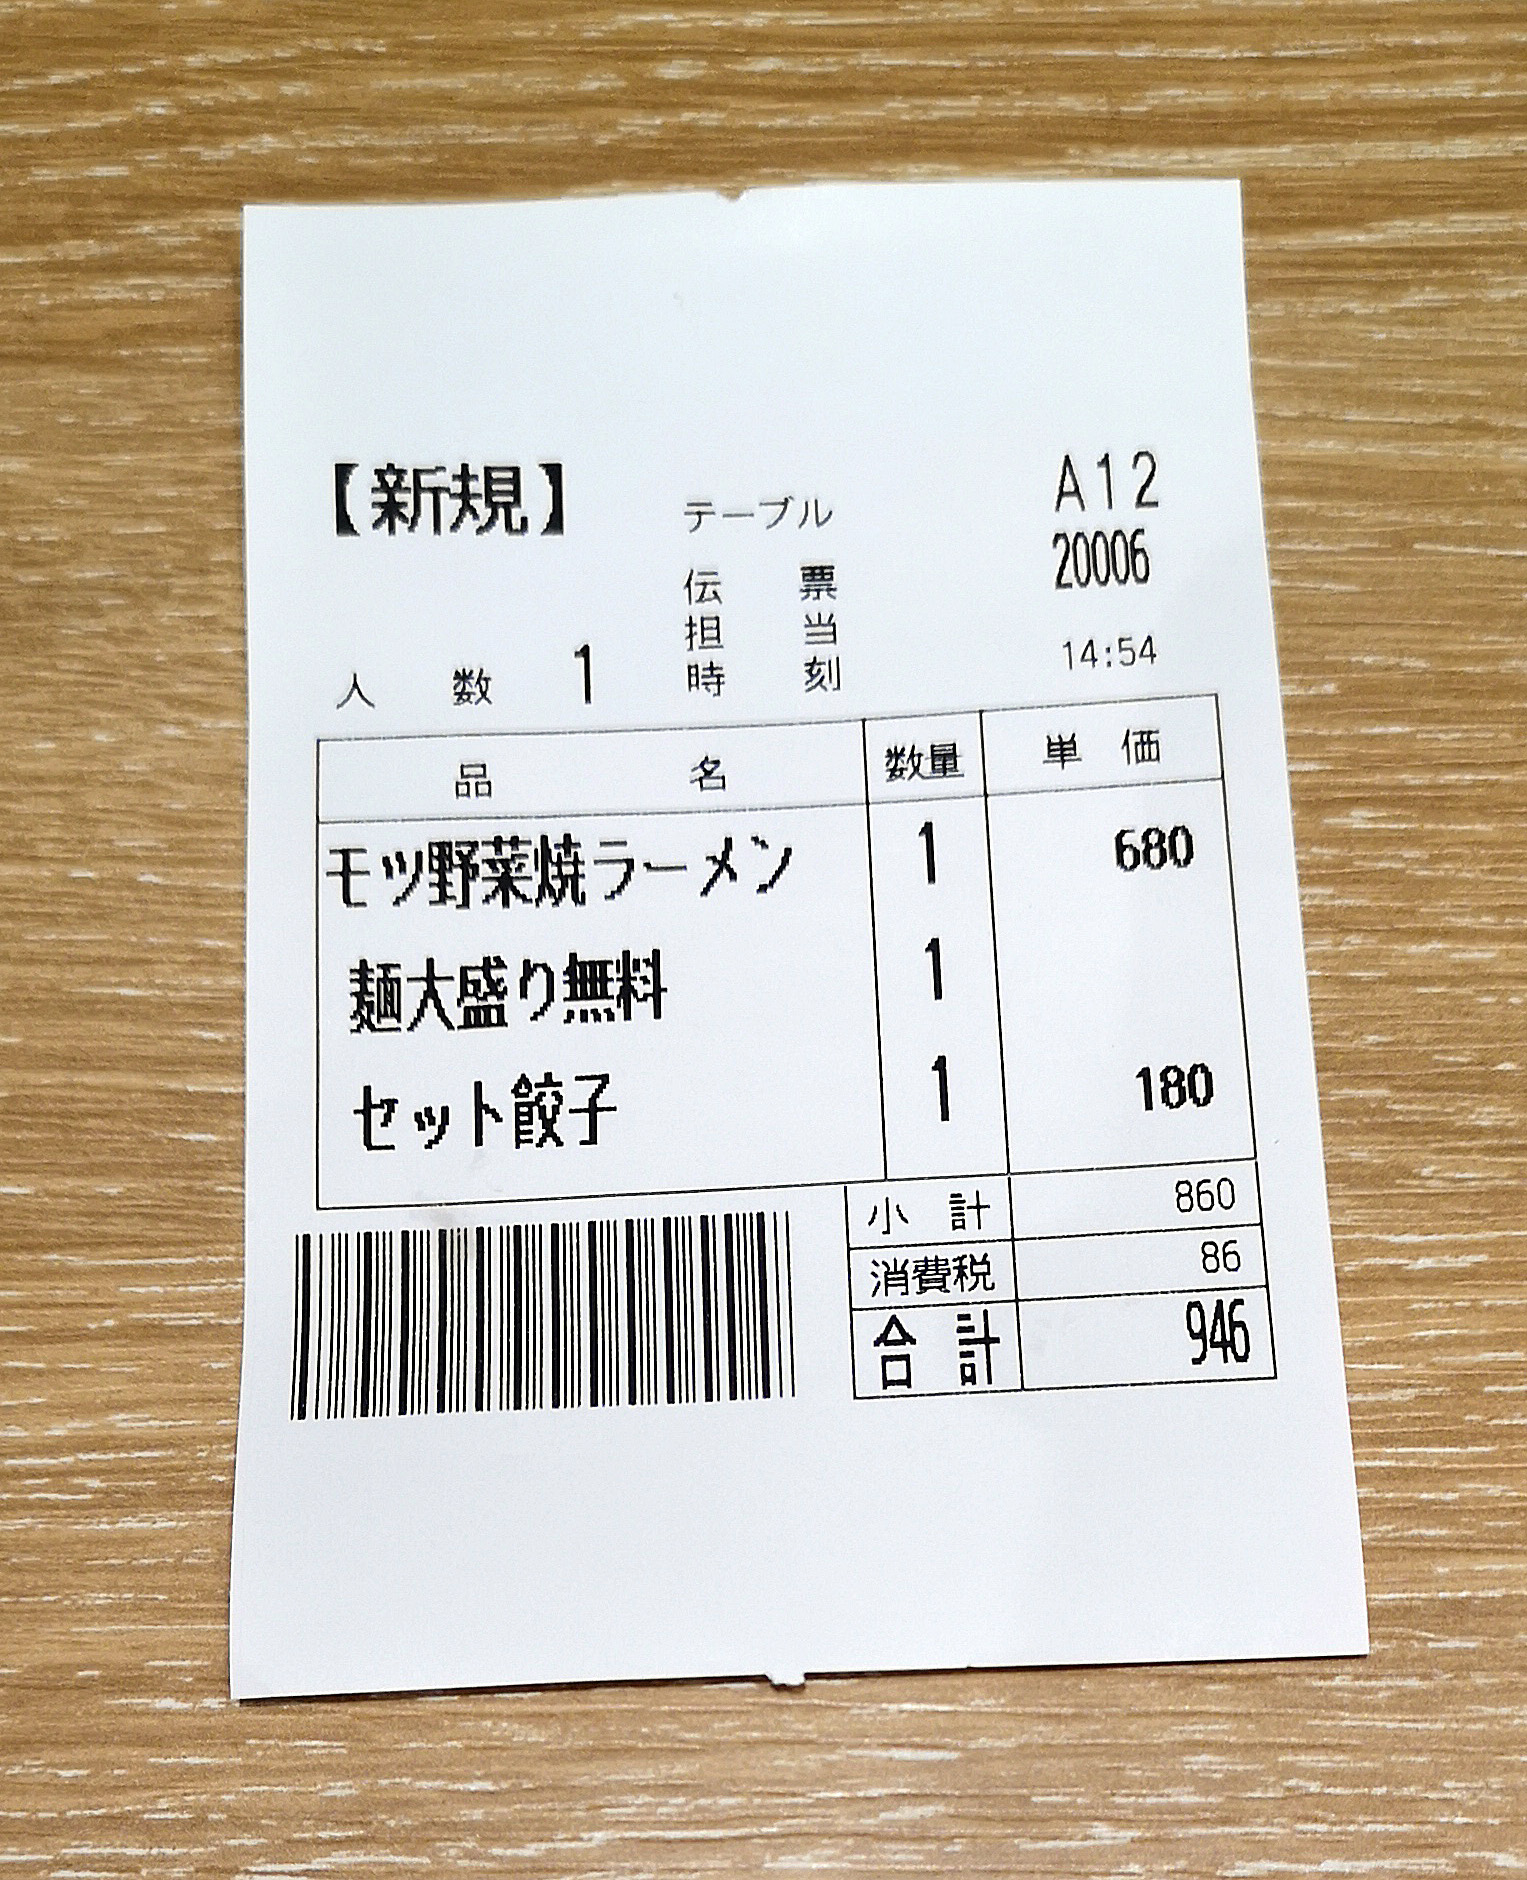 【新規】 テーブル A12
伝票 20006
担当
人数 1 時刻 14:54
品名 数量 単価
モツ野菜焼ラーメン 1 680
麺大盛り無料 1
セット餃子 1 180
小計 860
消費税 86
合計 946